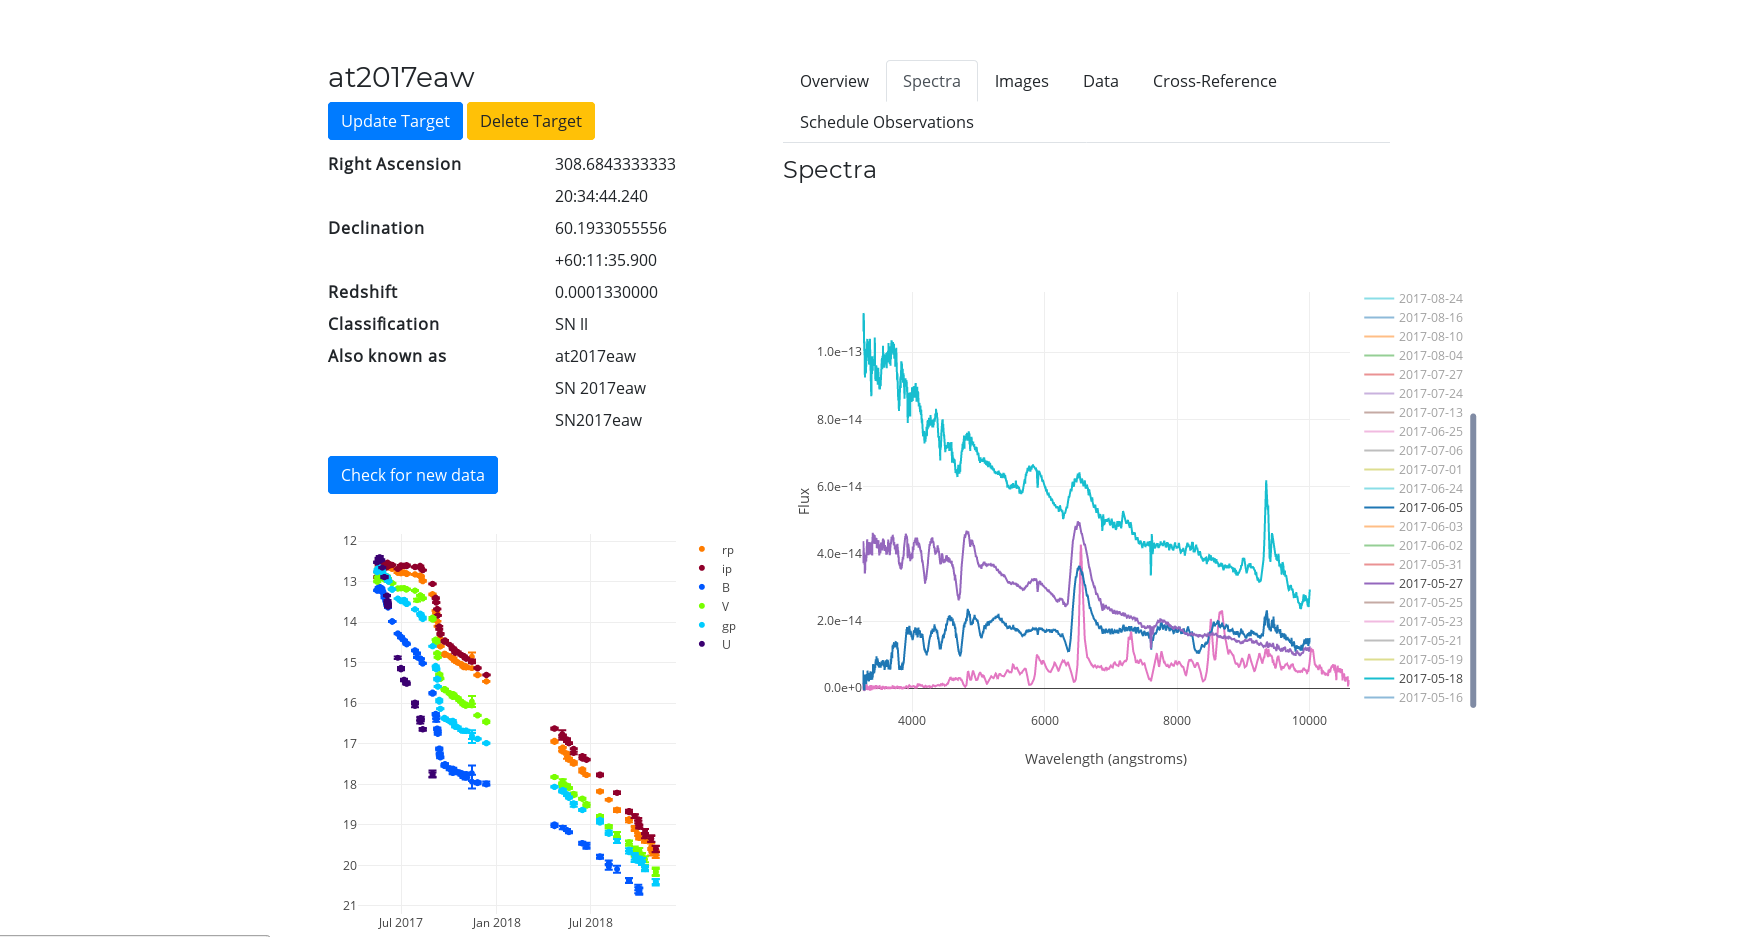 at2017eaw
Update Target Delete Target
Right Ascension 308.6843333333
20:34:44.240
Declination 60.1933055556
+60:11:35.900
Redshift 0.0001330000
Classification SN II
Also known as at2017eaw
SN 2017eaw
SN2017eaw
Check for new data
12
13
14
15
16
17
18
19
20
21
Jul 2017 Jan 2018 Jul 2018
rp
ip
B
V
gp
U
Overview Spectra Images Data Cross-Reference
Schedule Observations
Spectra
Flux
1.0e−13
8.0e−14
6.0e−14
4.0e−14
2.0e−14
0.0e+0
4000 6000 8000 10000
Wavelength (angstroms)
2017-08-24
2017-08-16
2017-08-10
2017-08-04
2017-07-27
2017-07-24
2017-07-13
2017-06-25
2017-07-06
2017-07-01
2017-06-24
2017-06-05
2017-06-03
2017-06-02
2017-05-31
2017-05-27
2017-05-25
2017-05-23
2017-05-21
2017-05-19
2017-05-18
2017-05-16